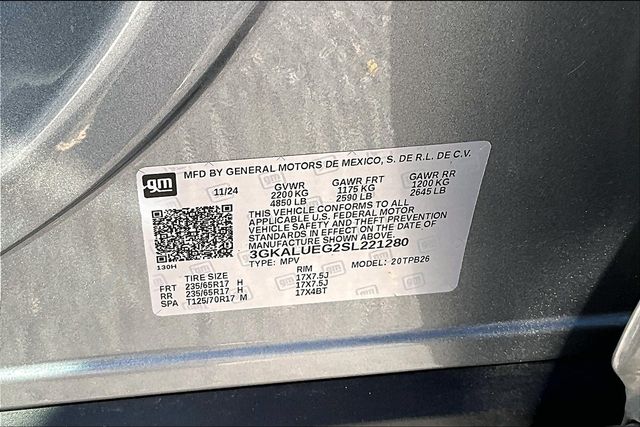 gm
MFD BY GENERAL MOTORS DE MEXICO, S. DE R.L. DE C.V.
11/24 GVWR GAWR FRT GAWR RR
2200 KG 1175 KG 1200 KG
4850 LB 2590 LB 2645 LB
THIS VEHICLE CONFORMS TO ALL
APPLICABLE U.S. FEDERAL MOTOR
VEHICLE SAFETY AND THEFT PREVENTION
STANDARDS IN EFFECT ON THE DATE OF
MANUFACTURE SHOWN ABOVE.
3GKALUEG2SL221280
130H TYPE: MPV MODEL: 20TPB26
TIRE SIZE RIM
FRT 235/65R17 H 17X7.5J
RR 235/65R17 H 17X7.5J
SPA T125/70R17 M 17X4BT